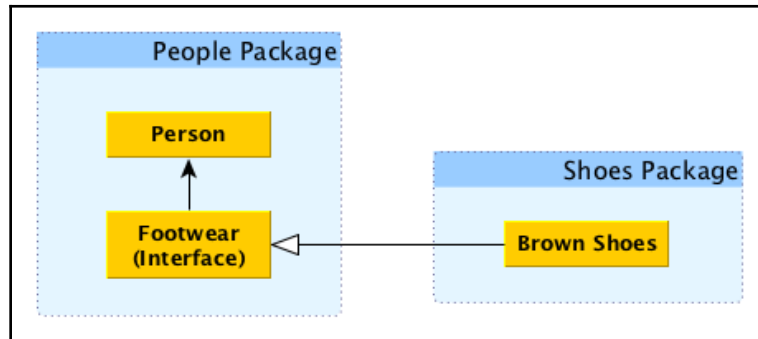 People Package
Person
Footwear
(Interface)
Shoes Package
Brown Shoes